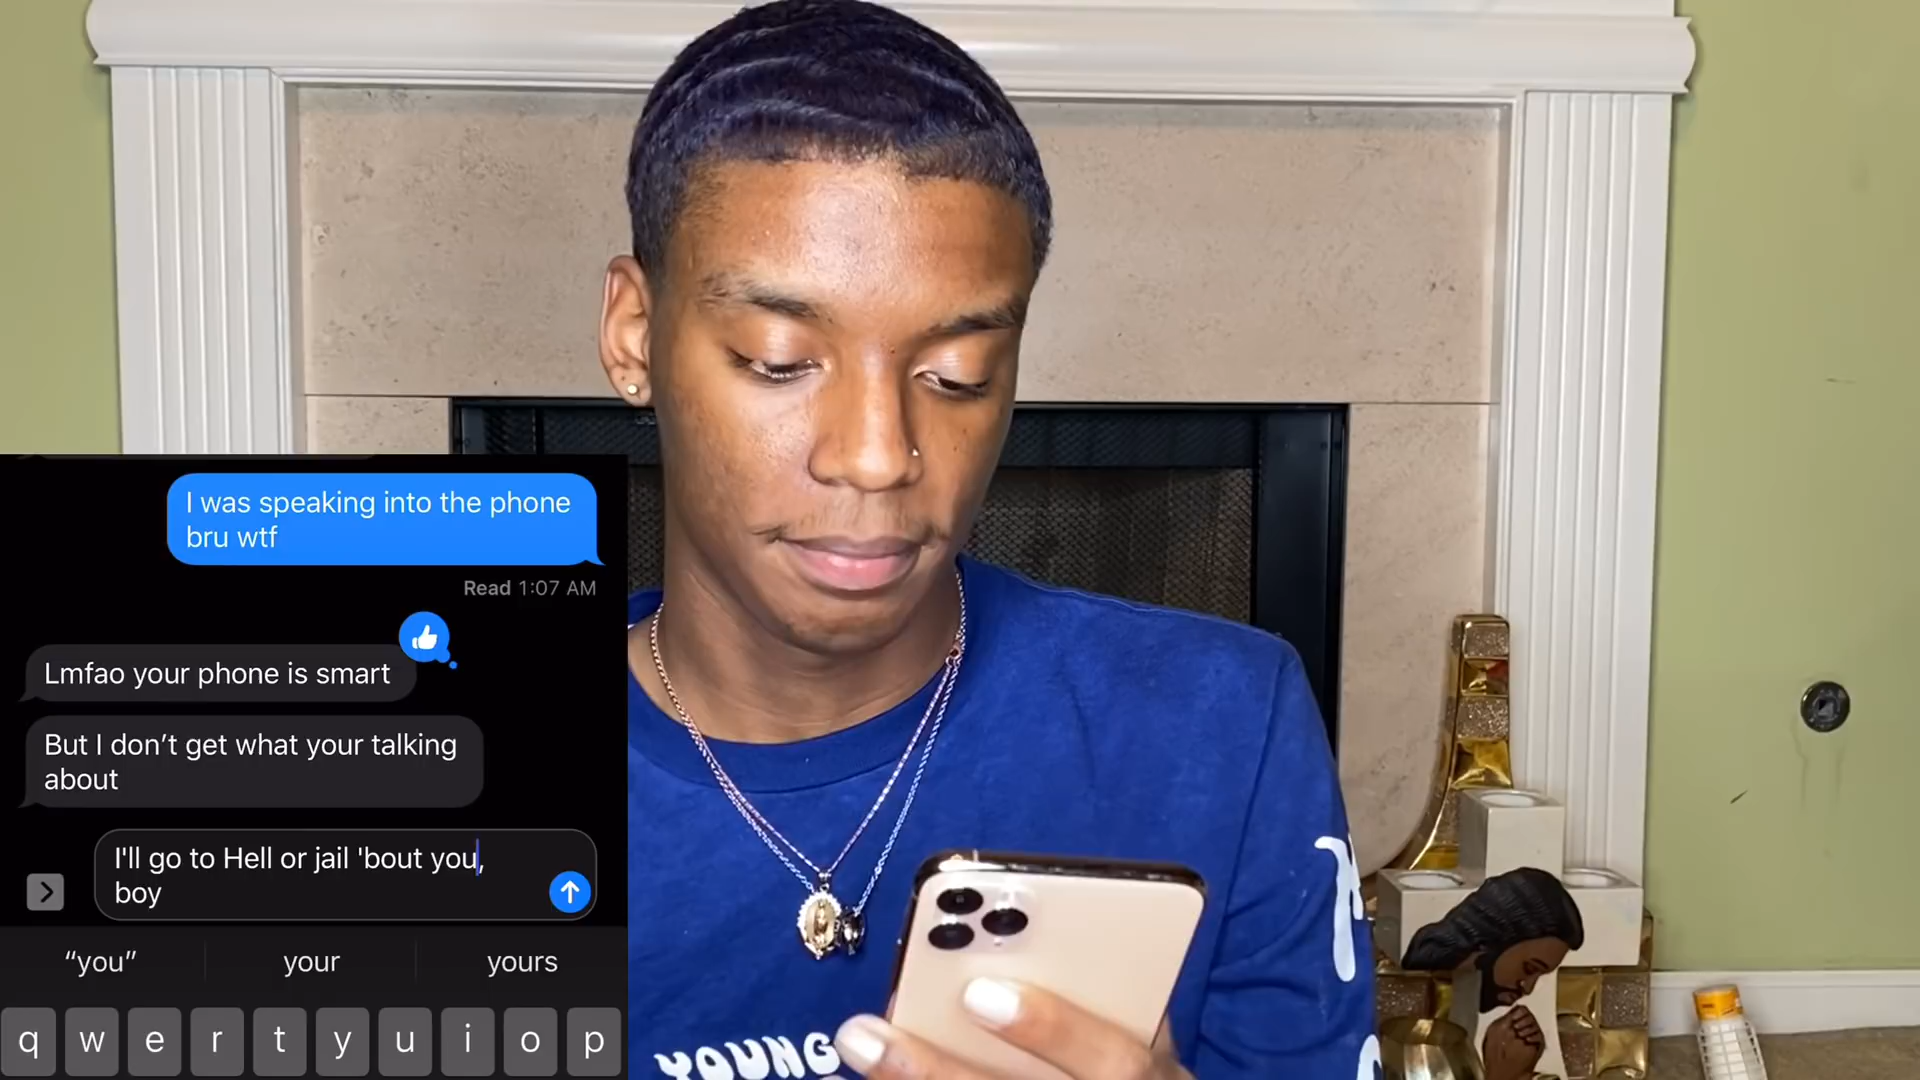 I was speaking into the phone
bru wtf
Read 1:07 AM
Lmfao your phone is smart
But I don’t get what your talking
about
I'll go to Hell or jail 'bout you,
boy
“you” your yours
q w e r t y u i o p
YOUNG